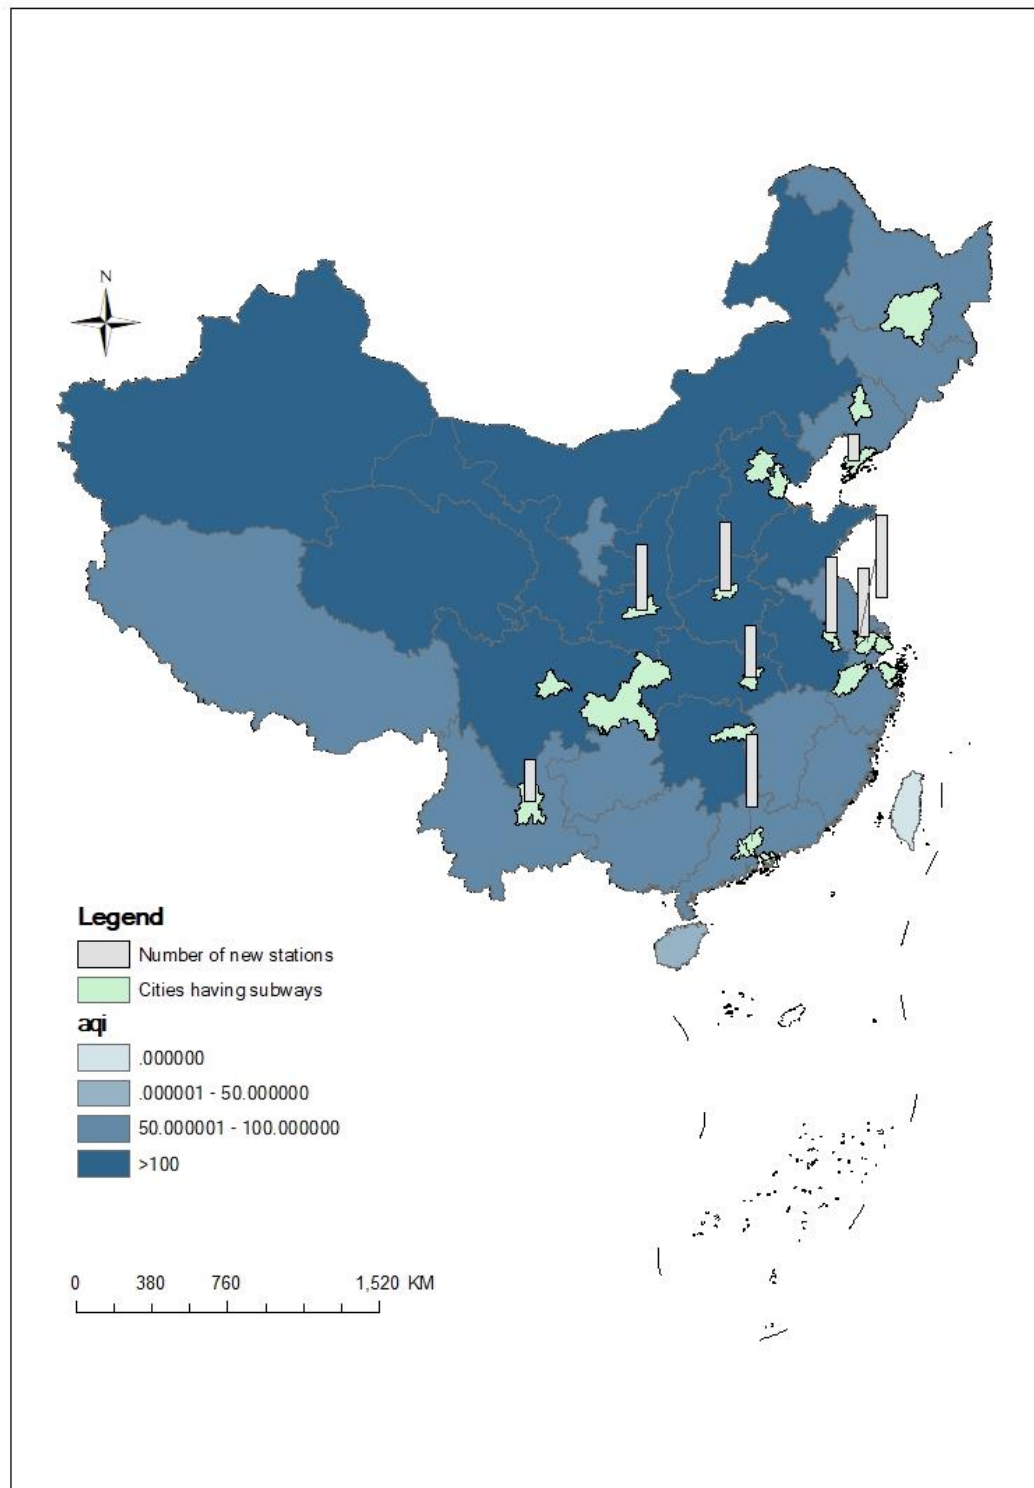 N
Legend
Number of new stations
Cities having subways
aqi
.000000
.000001 - 50.000000
50.000001 - 100.000000
>100
0 380 760 1,520 KM